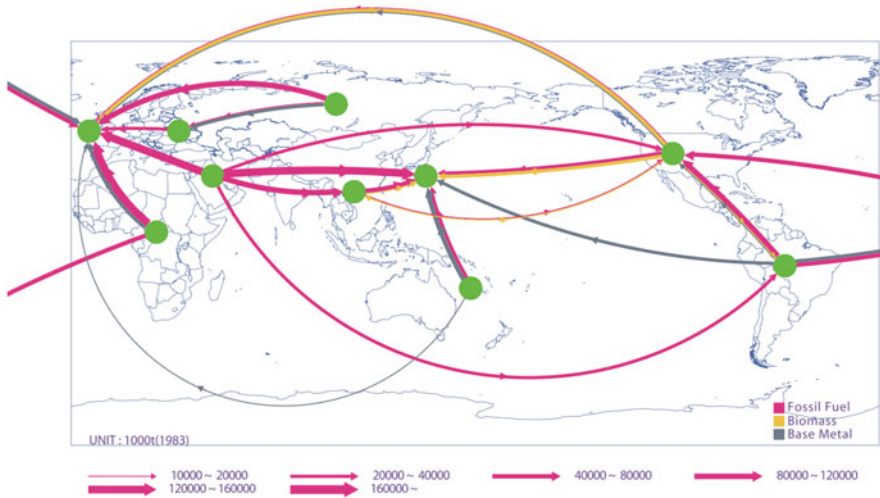 Fossil Fuel
Biomass
Base Metal
UNIT : 1000t(1983)
10000 ~ 20000
20000 ~ 40000
40000 ~ 80000
80000 ~ 120000
120000 ~ 160000
160000 ~